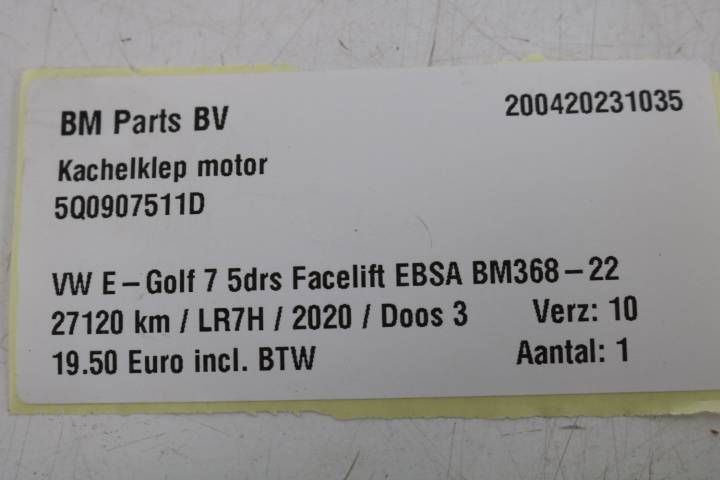 BM Parts BV 200420231035
Kachelklep motor
5Q0907511D
VW E-Golf 7 5drs Facelift EBSA BM368-22
27120 km / LR7H / 2020 / Doos 3 Verz: 10
19.50 Euro incl. BTW Aantal: 1